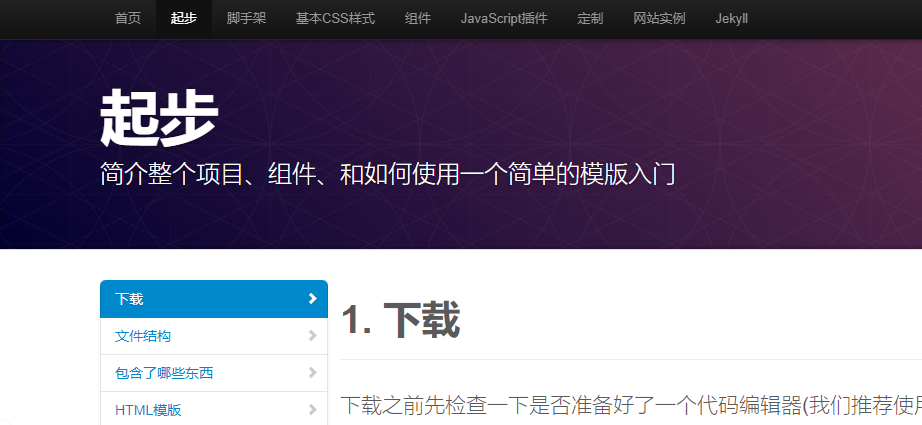 首页 起步 脚手架 基本CSS样式 组件 JavaScript插件 定制 网站实例 Jekyll
起步
简介整个项目、组件、和如何使用一个简单的模版入门
下载
文件结构
包含了哪些东西
HTML模版
1. 下载
下载之前先检查一下是否准备好了一个代码编辑器(我们推荐使用